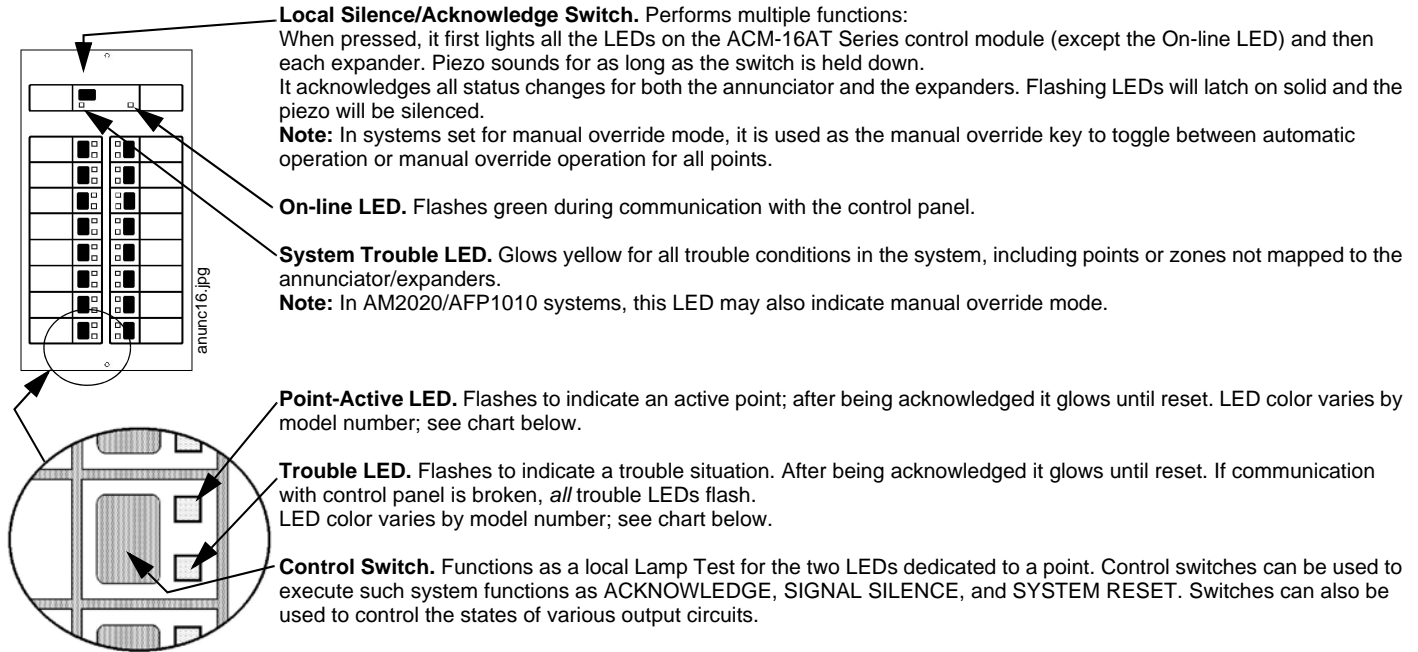 Local Silence/Acknowledge Switch. Performs multiple functions:
When pressed, it first lights all the LEDs on the ACM-16AT Series control module (except the On-line LED) and then
each expander. Piezo sounds for as long as the switch is held down.
It acknowledges all status changes for both the annunciator and the expanders. Flashing LEDs will latch on solid and the
piezo will be silenced.
Note: In systems set for manual override mode, it is used as the manual override key to toggle between automatic
operation or manual override operation for all points.
On-line LED. Flashes green during communication with the control panel.
System Trouble LED. Glows yellow for all trouble conditions in the system, including points or zones not mapped to the
annunciator/expanders.
Note: In AM2020/AFP1010 systems, this LED may also indicate manual override mode.
anunc16.jpg
Point-Active LED. Flashes to indicate an active point; after being acknowledged it glows until reset. LED color varies by
model number; see chart below.
Trouble LED. Flashes to indicate a trouble situation. After being acknowledged it glows until reset. If communication
with control panel is broken, all trouble LEDs flash.
LED color varies by model number; see chart below.
Control Switch. Functions as a local Lamp Test for the two LEDs dedicated to a point. Control switches can be used to
execute such system functions as ACKNOWLEDGE, SIGNAL SILENCE, and SYSTEM RESET. Switches can also be
used to control the states of various output circuits.